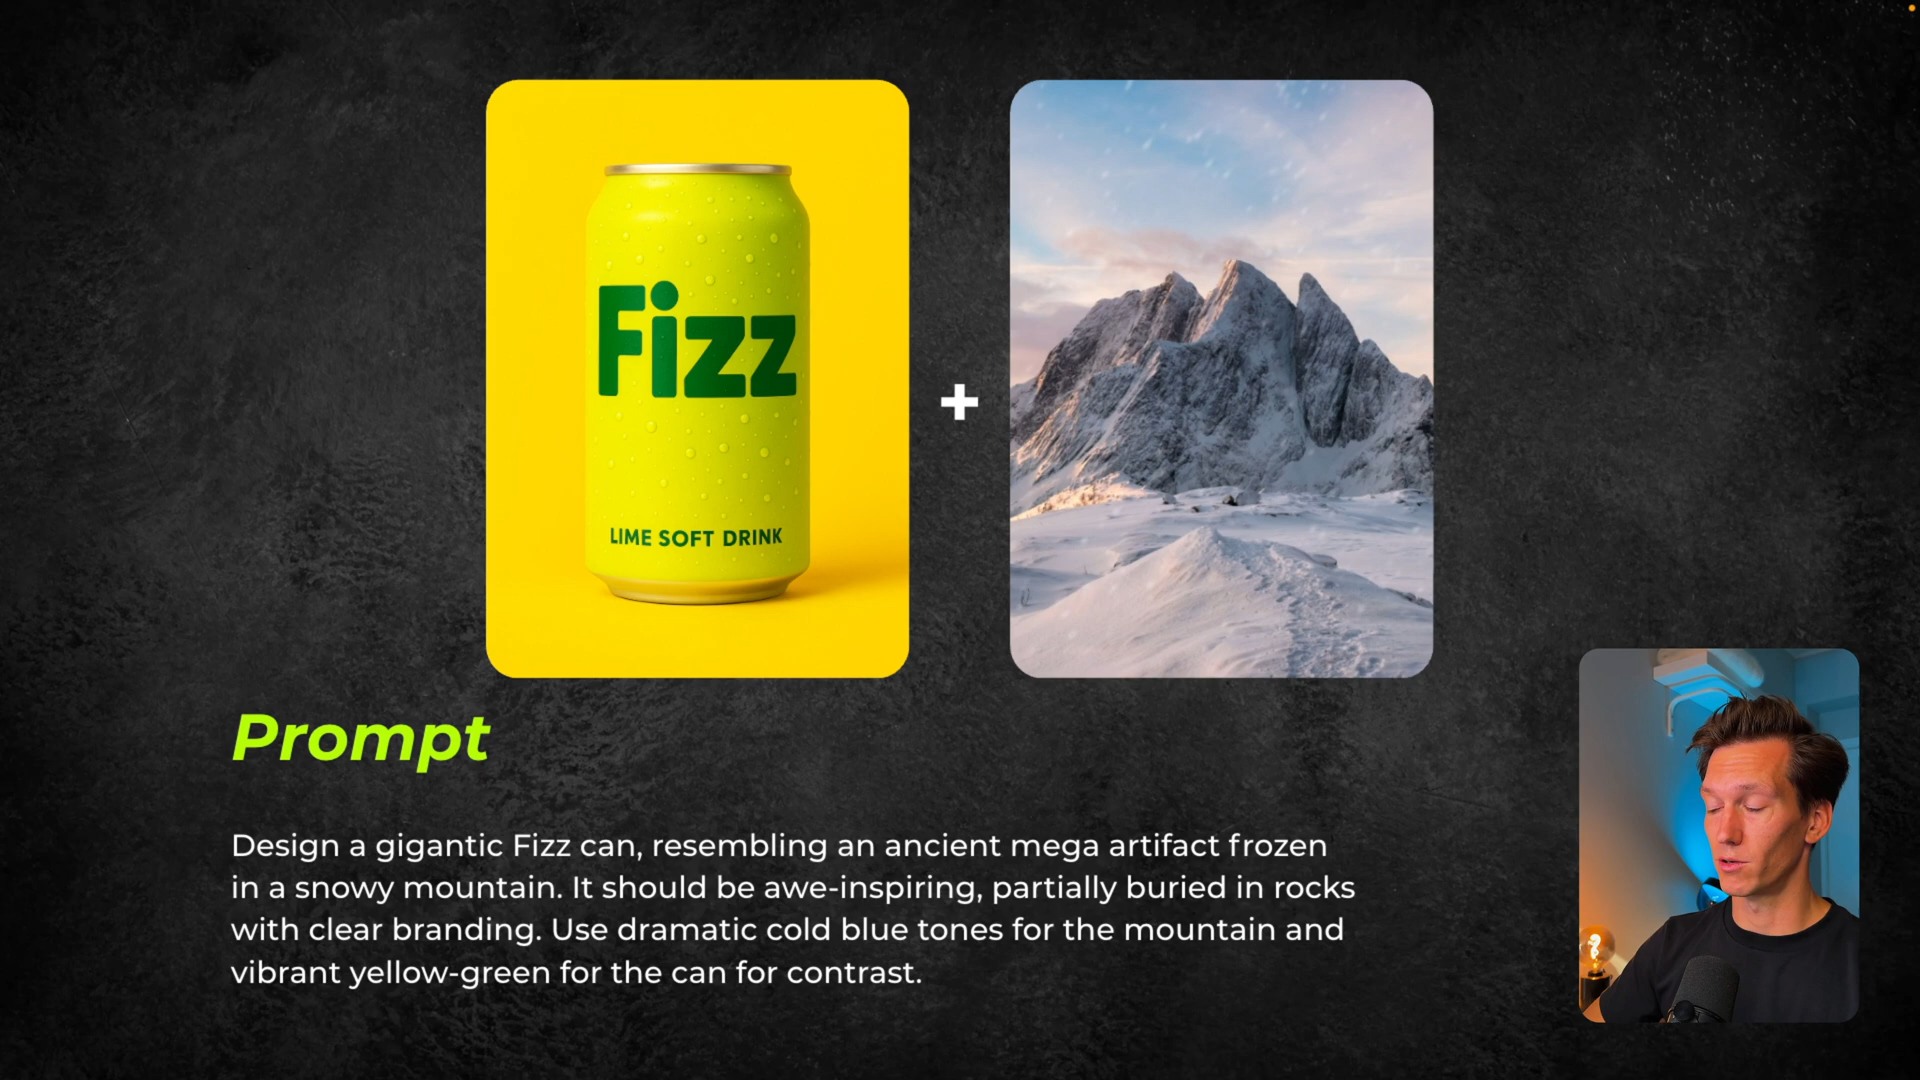 Fizz
LIME SOFT DRINK
+
Prompt
Design a gigantic Fizz can, resembling an ancient mega artifact frozen
in a snowy mountain. It should be awe-inspiring, partially buried in rocks
with clear branding. Use dramatic cold blue tones for the mountain and
vibrant yellow-green for the can for contrast.